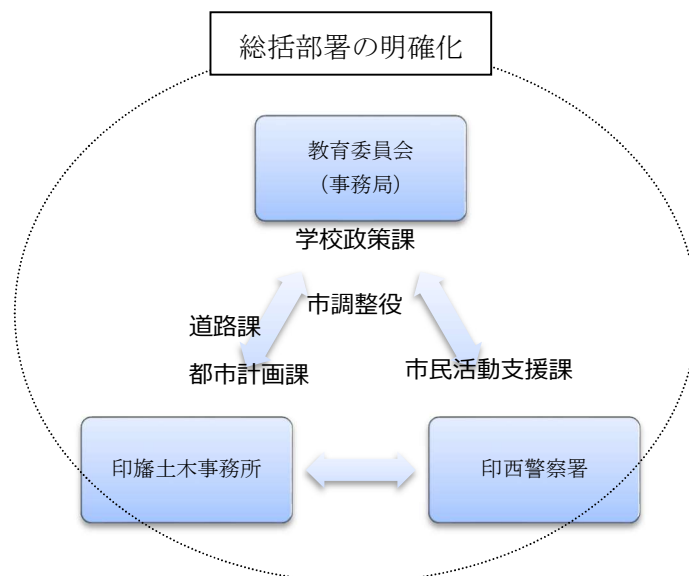 総括部署の明確化
教育委員会
（事務局）
学校政策課
市調整役
道路課
都市計画課
市民活動支援課
印旛土木事務所
印西警察署